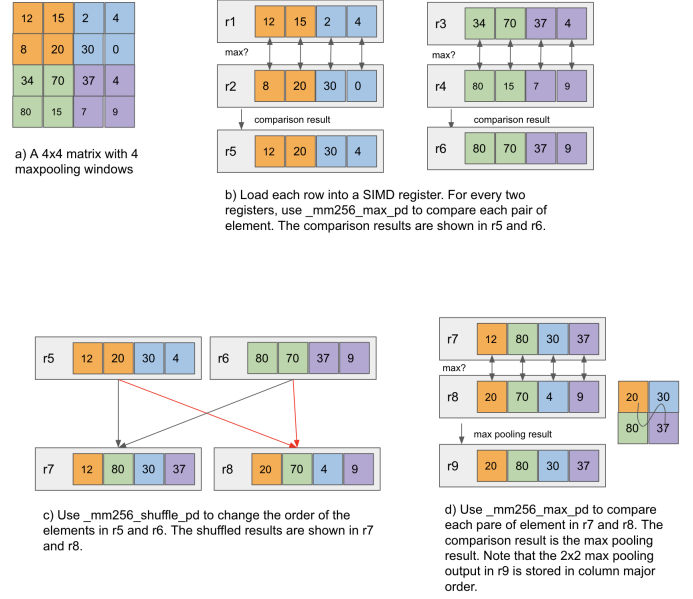 12 15 2 4
8 20 30 0
34 70 37 4
80 15 7 9
a) A 4x4 matrix with 4
maxpooling windows
r1 12 15 2 4
max?
r2 8 20 30 0
comparison result
r5 12 20 30 4
r3 34 70 37 4
max?
r4 80 15 7 9
comparison result
r6 80 70 37 9
b) Load each row into a SIMD register. For every two
registers, use _mm256_max_pd to compare each pair of
element. The comparison results are shown in r5 and r6.
r5 12 20 30 4
r6 80 70 37 9
r7 12 80 30 37
r8 20 70 4 9
c) Use _mm256_shuffle_pd to change the order of the
elements in r5 and r6. The shuffled results are shown in r7
and r8.
r7 12 80 30 37
max?
r8 20 70 4 9
max pooling result
r9 20 80 30 37
20 30
80 37
d) Use _mm256_max_pd to compare
each pare of element in r7 and r8. The
comparison result is the max pooling
result. Note that the 2x2 max pooling
output in r9 is stored in column major
order.